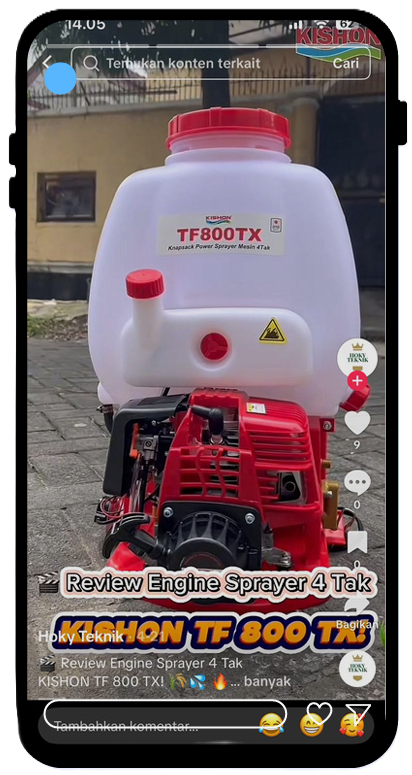 14.05
62
KISHON
Temukan konten terkait
Cari
KISHON
TF800TX
Knapsack Power Sprayer Mesin 4Tak
HOKY
TEKNIK
9
0
0
🎬 Review Engine Sprayer 4 Tak
Bagikan
KISHON TF 800 TX!
Hoky Teknik · 4-21
HOKY
TEKNIK
🎬 Review Engine Sprayer 4 Tak
KISHON TF 800 TX! 🌾💦 🔥... banyak
Tambahkan komentar...